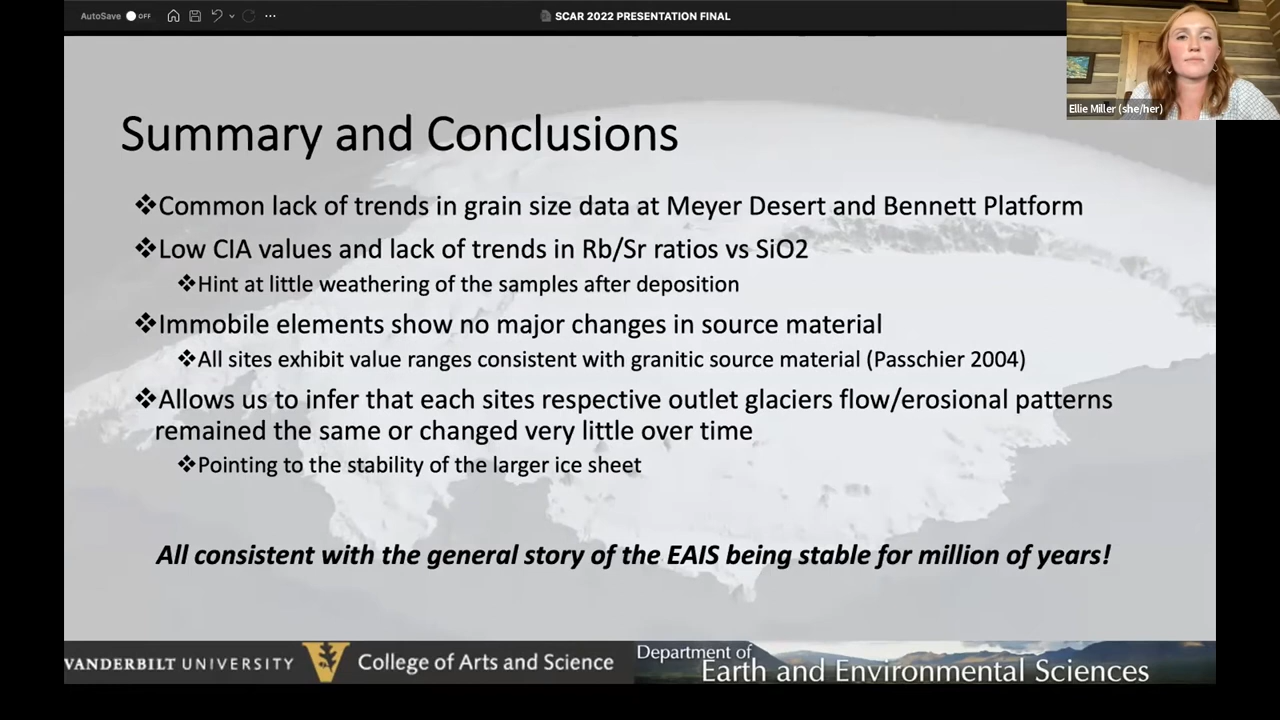 AutoSave OFF
SCAR 2022 PRESENTATION FINAL
Ellie Miller (she/her)
Summary and Conclusions
❖Common lack of trends in grain size data at Meyer Desert and Bennett Platform
❖Low CIA values and lack of trends in Rb/Sr ratios vs SiO2
❖Hint at little weathering of the samples after deposition
❖Immobile elements show no major changes in source material
❖All sites exhibit value ranges consistent with granitic source material (Passchier 2004)
❖Allows us to infer that each sites respective outlet glaciers flow/erosional patterns
remained the same or changed very little over time
❖Pointing to the stability of the larger ice sheet
All consistent with the general story of the EAIS being stable for million of years!
VANDERBILT UNIVERSITY
College of Arts and Science
Department of
Earth and Environmental Sciences